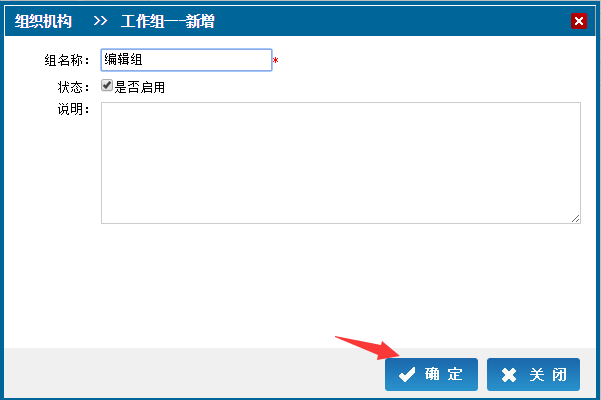 组织机构 >> 工作组---新增
组名称： 编辑组 *
状态： 是否启用
说明：
确 定 关 闭